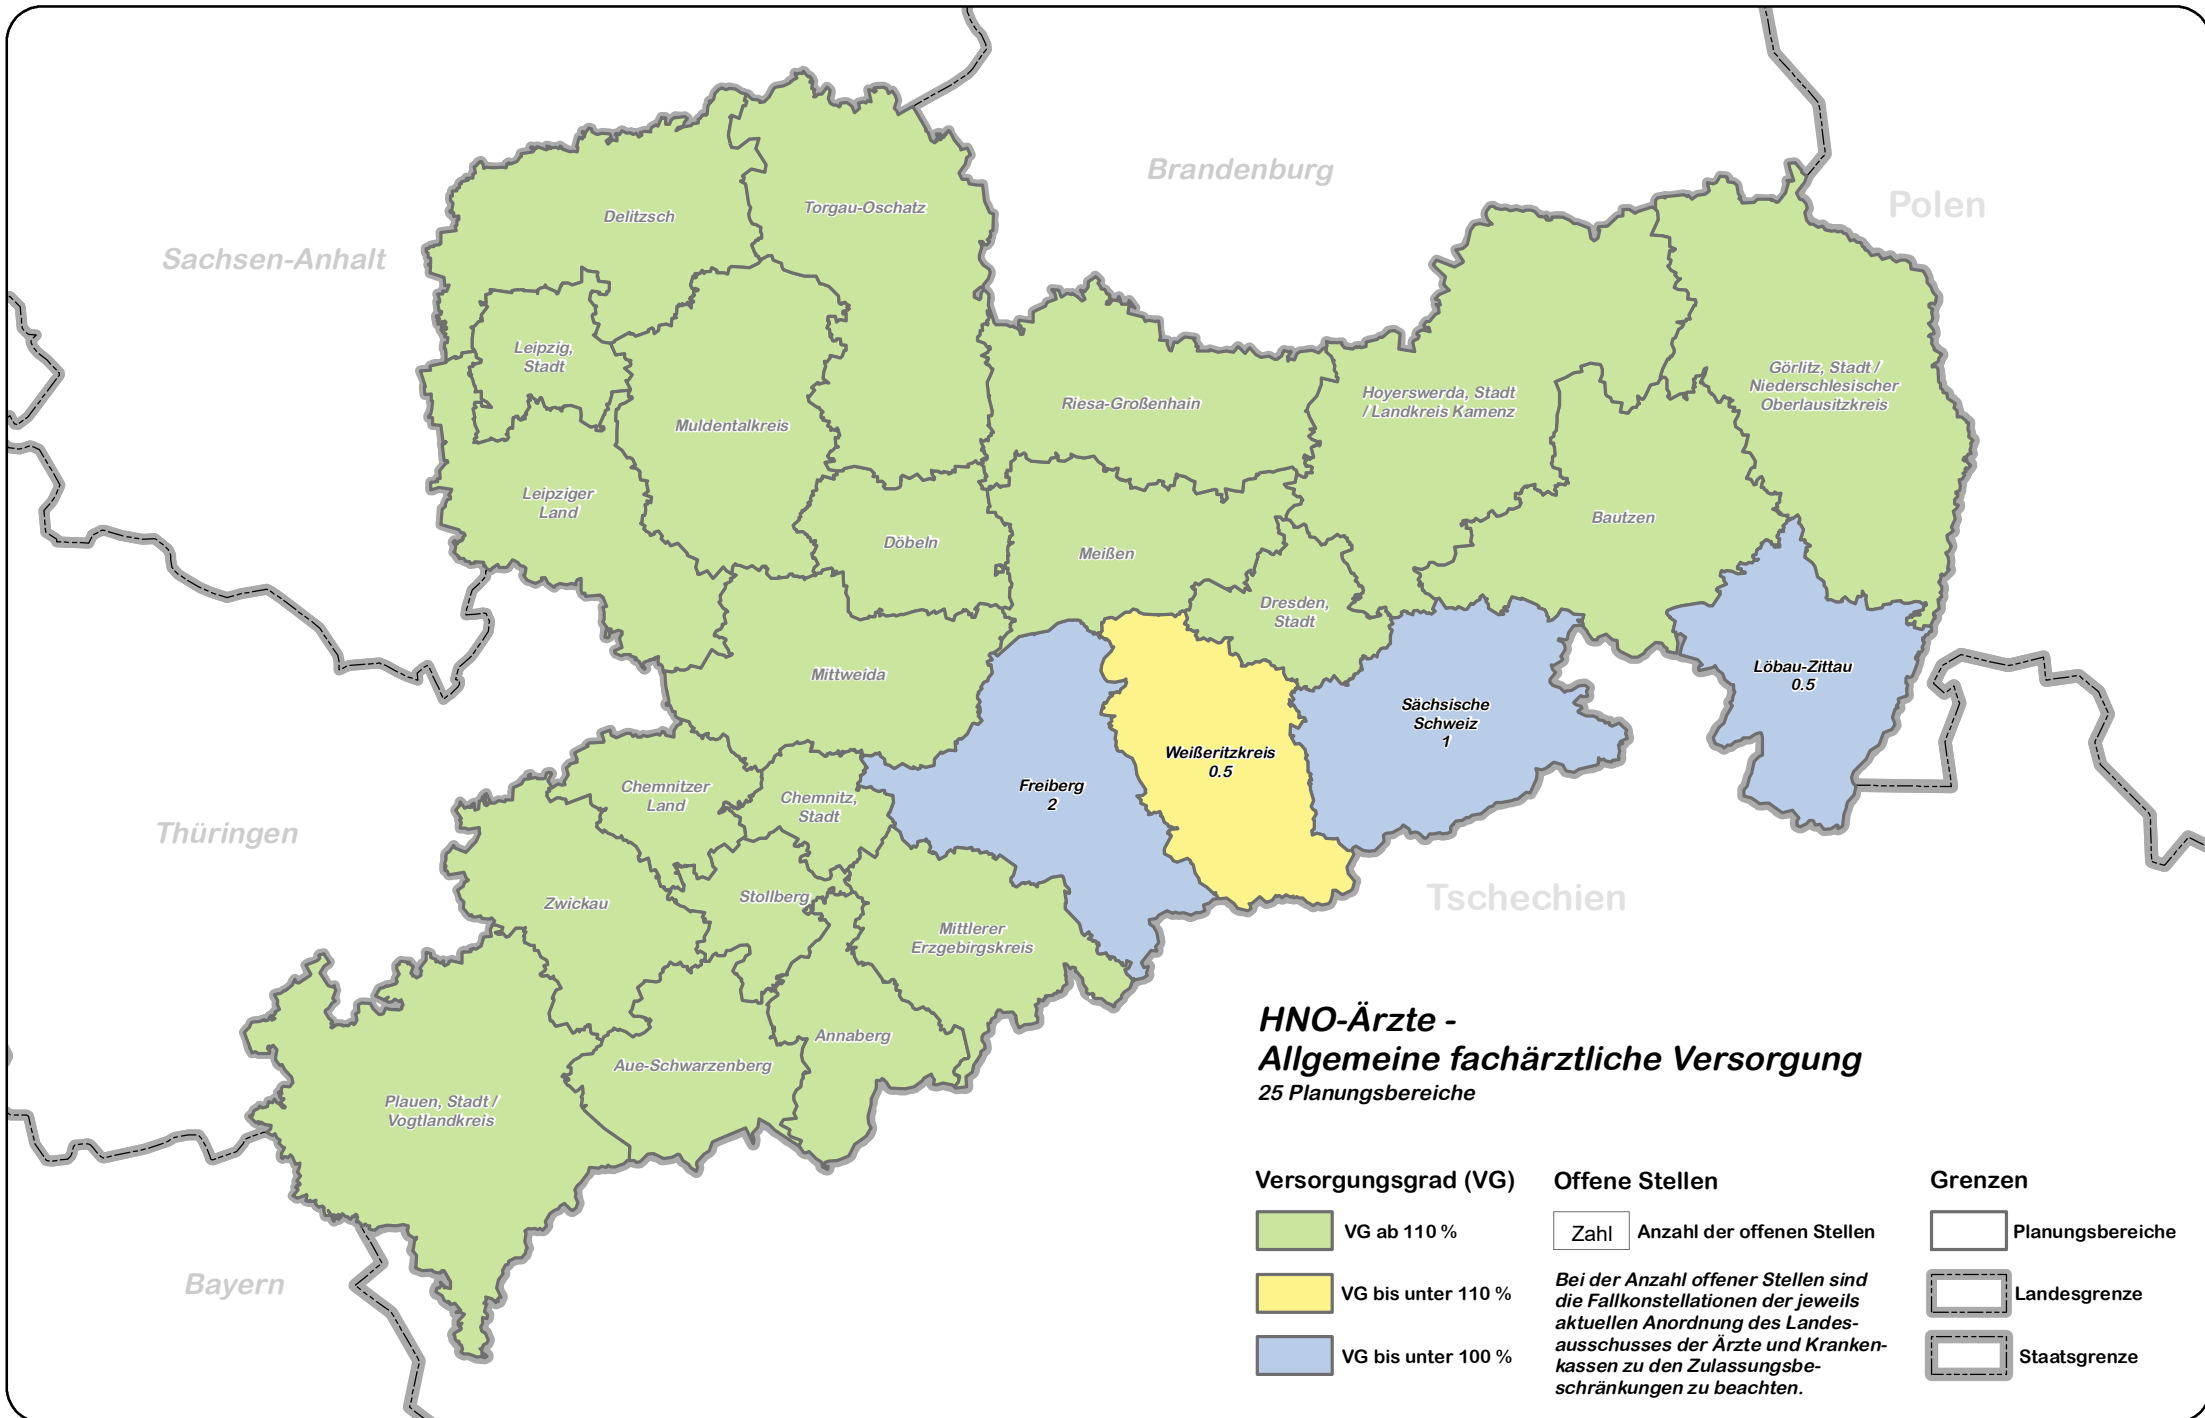 Brandenburg
Polen
Sachsen-Anhalt
Thüringen
Bayern
Tschechien
Delitzsch
Torgau-Oschatz
Leipzig,
Stadt
Muldentalkreis
Leipziger
Land
Döbeln
Riesa-Großenhain
Meißen
Hoyerswerda, Stadt
/ Landkreis Kamenz
Görlitz, Stadt /
Niederschlesischer
Oberlausitzkreis
Bautzen
Dresden,
Stadt
Löbau-Zittau
0.5
Sächsische
Schweiz
1
Weißeritzkreis
0.5
Freiberg
2
Mittweida
Chemnitzer
Land
Chemnitz,
Stadt
Zwickau
Stollberg
Mittlerer
Erzgebirgskreis
Annaberg
Aue-Schwarzenberg
Plauen, Stadt /
Vogtlandkreis
HNO-Ärzte -
Allgemeine fachärztliche Versorgung
25 Planungsbereiche
Versorgungsgrad (VG)
VG ab 110 %
VG bis unter 110 %
VG bis unter 100 %
Offene Stellen
Zahl Anzahl der offenen Stellen
Bei der Anzahl offener Stellen sind
die Fallkonstellationen der jeweils
aktuellen Anordnung des Landes-
ausschusses der Ärzte und Kranken-
kassen zu den Zulassungsbe-
schränkungen zu beachten.
Grenzen
Planungsbereiche
Landesgrenze
Staatsgrenze